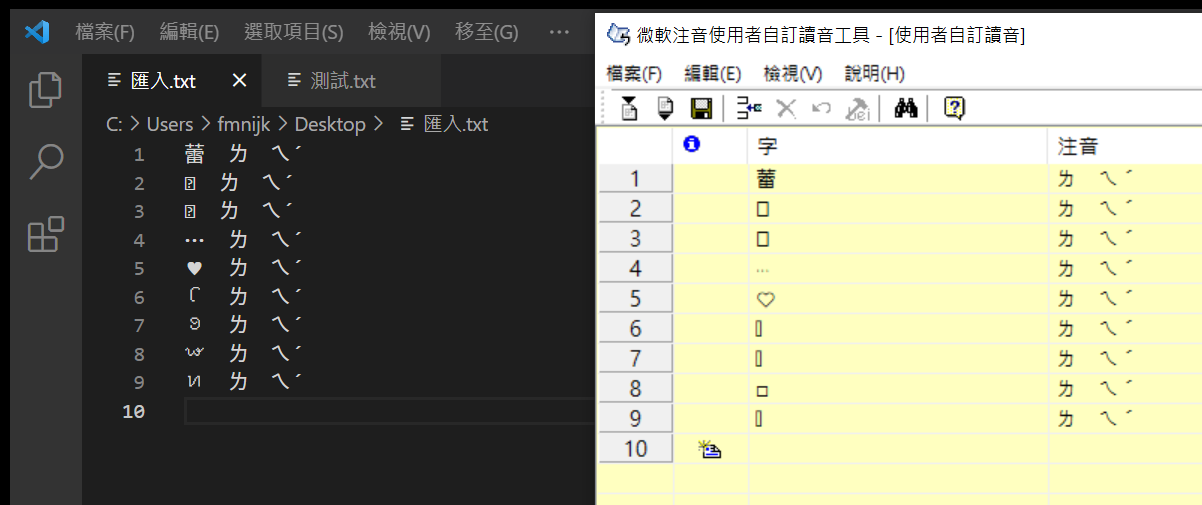 檔案(F) 編輯(E) 選取項目(S) 檢視(V) 移至(G) ···
匯入.txt × 測試.txt
C: > Users > fmnijk > Desktop > 匯入.txt
1 蕾 ㄌ ㄟˊ
2 ㄌ ㄟˊ
3 ㄌ ㄟˊ
4 … ㄌ ㄟˊ
5 ♥ ㄌ ㄟˊ
6 ㄌ ㄟˊ
7 ㄌ ㄟˊ
8 ㄌ ㄟˊ
9 ㄌ ㄟˊ
10
微軟注音使用者自訂讀音工具 - [使用者自訂讀音]
檔案(F) 編輯(E) 檢視(V) 說明(H)
字 注音
1 蕾 ㄌ ㄟˊ
2 □ ㄌ ㄟˊ
3 □ ㄌ ㄟˊ
4 … ㄌ ㄟˊ
5 ♡ ㄌ ㄟˊ
6 ▯ ㄌ ㄟˊ
7 ▯ ㄌ ㄟˊ
8 □ ㄌ ㄟˊ
9 ▯ ㄌ ㄟˊ
10